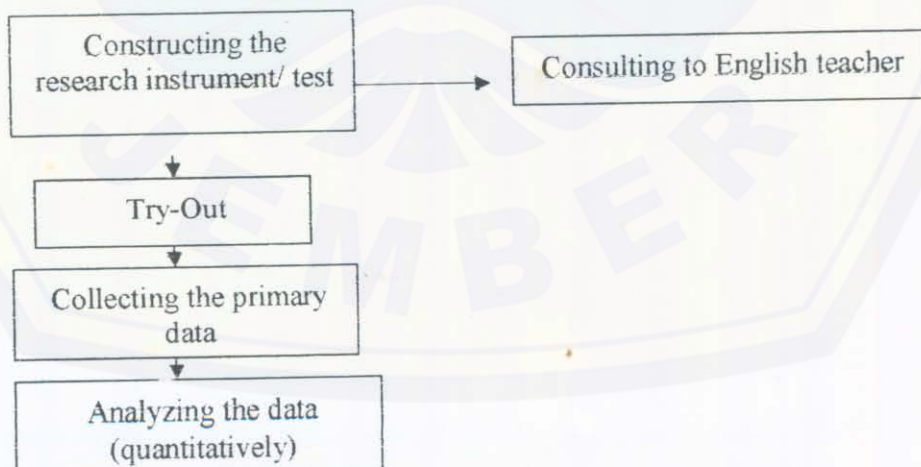 Constructing the
research instrument/ test
Consulting to English teacher
Try-Out
Collecting the primary
data
Analyzing the data
(quantitatively)
JEMBER